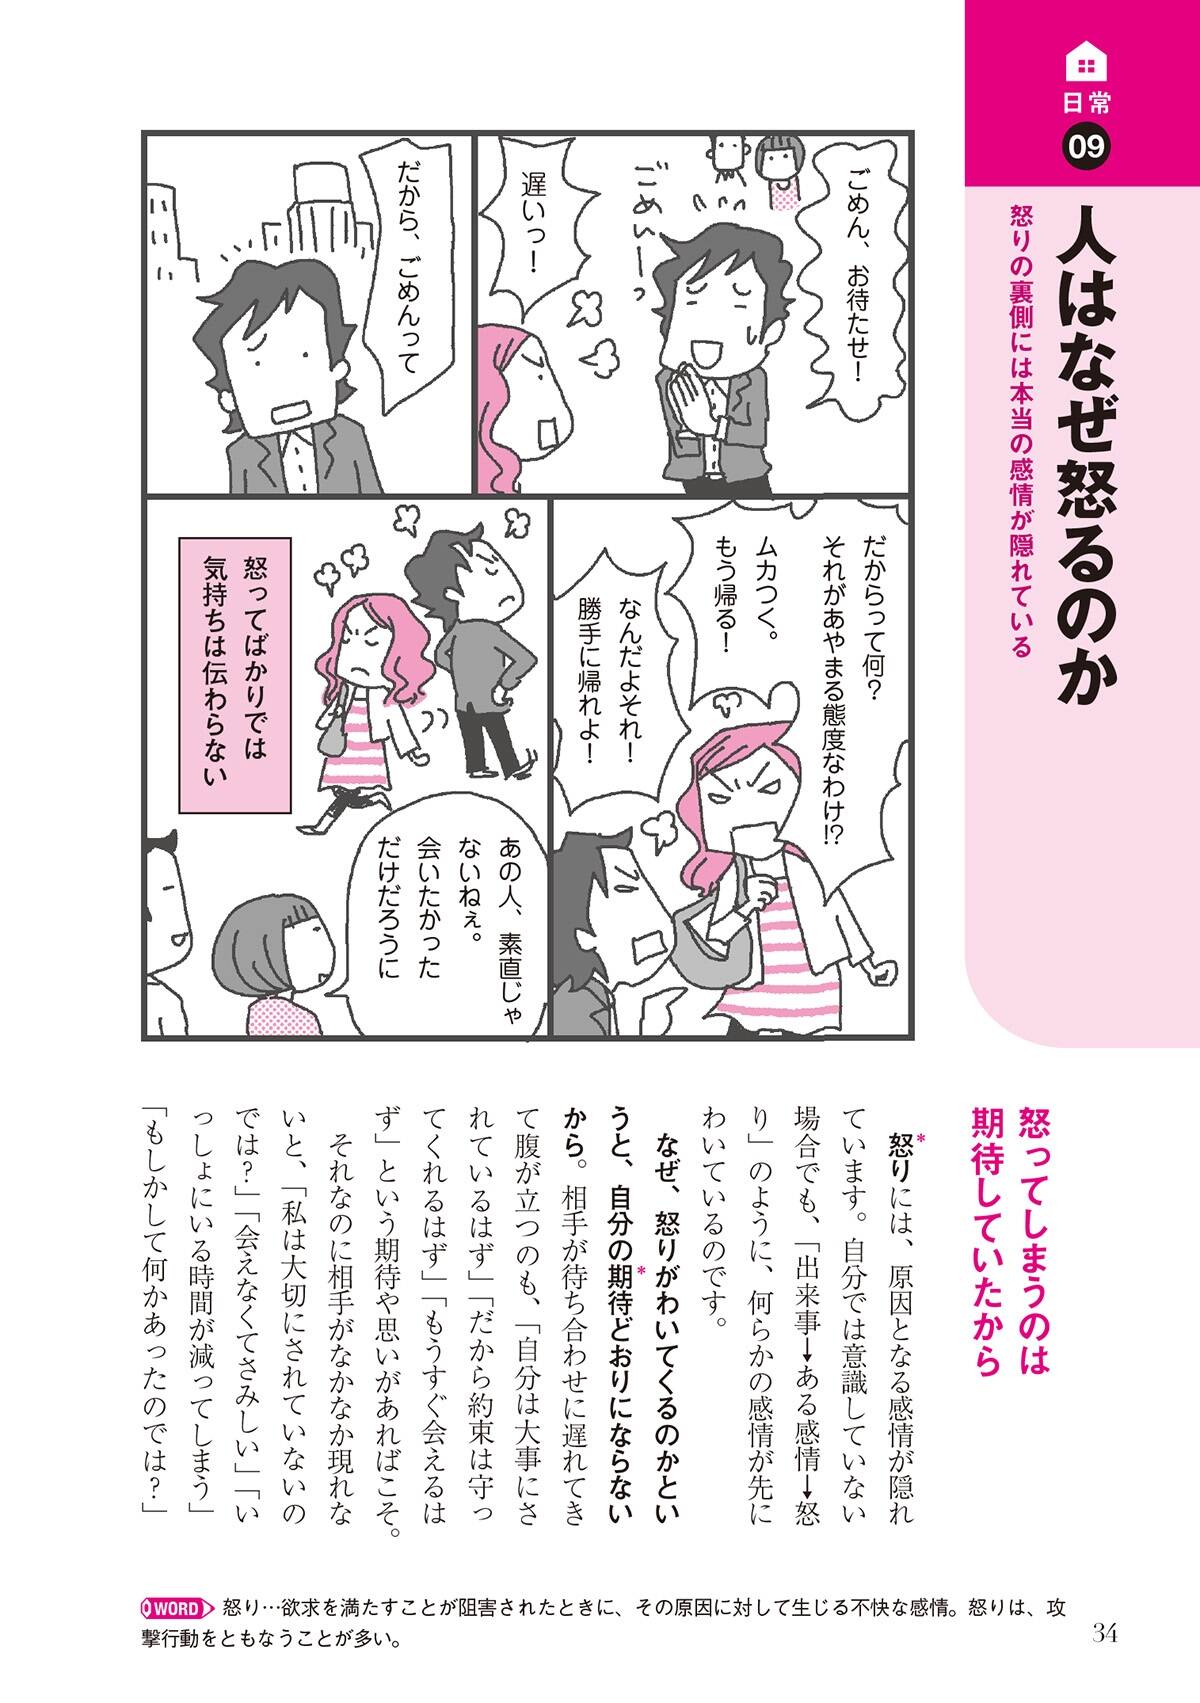 日常
09
人はなぜ怒るのか
怒りの裏側には本当の感情が隠れている
ごめん、お待たせ！
ごめーんっ
遅いっ！
だから、ごめんって
だからって何？
それがあやまる態度なわけ!?
ムカつく。
もう帰る！
なんだよそれ！
勝手に帰れよ！
怒ってばかりでは
気持ちは伝わらない
あの人、素直じゃ
ないねぇ。
会いたかった
だけだろうに
怒ってしまうのは
期待していたから
怒り*には、原因となる感情が隠れ
ています。自分では意識していない
場合でも、「出来事→ある感情→怒
り」のように、何らかの感情が先に
わいているのです。
なぜ、怒りがわいてくるのかとい
うと、自分の期待*どおりにならない
から。相手が待ち合わせに遅れてき
て腹が立つのも、「自分は大事にさ
れているはず」「だから約束は守っ
てくれるはず」「もうすぐ会えるは
ず」という期待や思いがあればこそ。
それなのに相手がなかなか現れな
いと、「私は大切にされていないの
では？」「会えなくてさみしい」「い
っしょにいる時間が減ってしまう」
「もしかして何かあったのでは？」
WORD 怒り…欲求を満たすことが阻害されたときに、その原因に対して生じる不快な感情。怒りは、攻
撃行動をともなうことが多い。
34